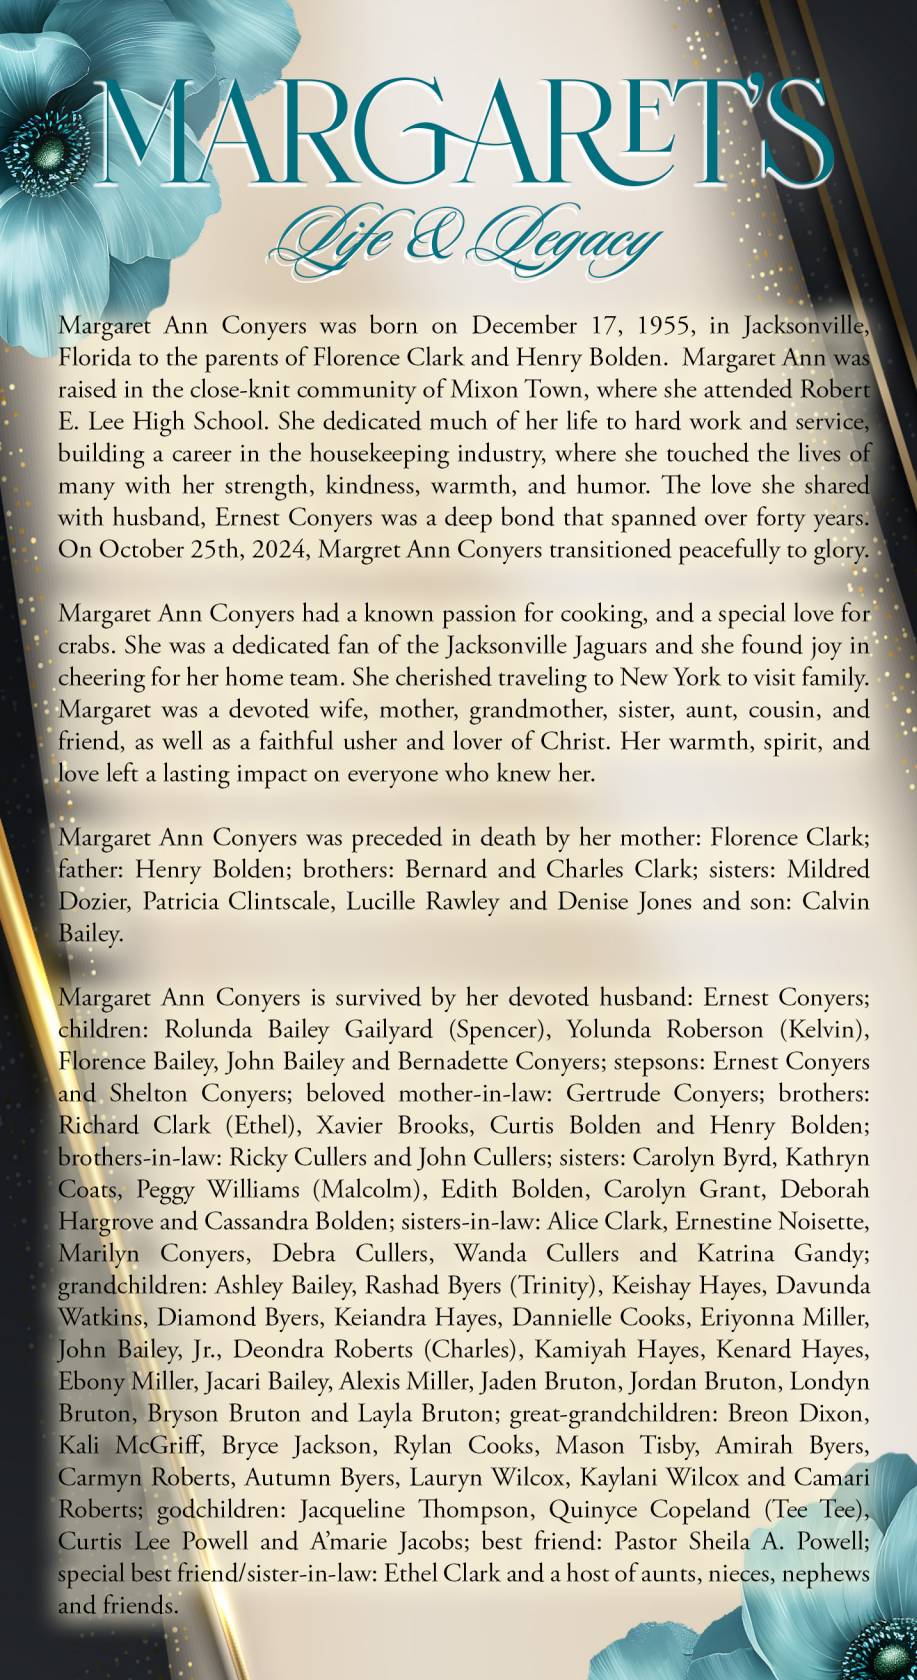 MARGARET'S
Life & Legacy
Margaret Ann Conyers was born on December 17, 1955, in Jacksonville,
Florida to the parents of Florence Clark and Henry Bolden. Margaret Ann was
raised in the close-knit community of Mixon Town, where she attended Robert
E. Lee High School. She dedicated much of her life to hard work and service,
building a career in the housekeeping industry, where she touched the lives of
many with her strength, kindness, warmth, and humor. The love she shared
with husband, Ernest Conyers was a deep bond that spanned over forty years.
On October 25th, 2024, Margret Ann Conyers transitioned peacefully to glory.
Margaret Ann Conyers had a known passion for cooking, and a special love for
crabs. She was a dedicated fan of the Jacksonville Jaguars and she found joy in
cheering for her home team. She cherished traveling to New York to visit family.
Margaret was a devoted wife, mother, grandmother, sister, aunt, cousin, and
friend, as well as a faithful usher and lover of Christ. Her warmth, spirit, and
love left a lasting impact on everyone who knew her.
Margaret Ann Conyers was preceded in death by her mother: Florence Clark;
father: Henry Bolden; brothers: Bernard and Charles Clark; sisters: Mildred
Dozier, Patricia Clintscale, Lucille Rawley and Denise Jones and son: Calvin
Bailey.
Margaret Ann Conyers is survived by her devoted husband: Ernest Conyers;
children: Rolunda Bailey Gailyard (Spencer), Yolunda Roberson (Kelvin),
Florence Bailey, John Bailey and Bernadette Conyers; stepsons: Ernest Conyers
and Shelton Conyers; beloved mother-in-law: Gertrude Conyers; brothers:
Richard Clark (Ethel), Xavier Brooks, Curtis Bolden and Henry Bolden;
brothers-in-law: Ricky Cullers and John Cullers; sisters: Carolyn Byrd, Kathryn
Coats, Peggy Williams (Malcolm), Edith Bolden, Carolyn Grant, Deborah
Hargrove and Cassandra Bolden; sisters-in-law: Alice Clark, Ernestine Noisette,
Marilyn Conyers, Debra Cullers, Wanda Cullers and Katrina Gandy;
grandchildren: Ashley Bailey, Rashad Byers (Trinity), Keishay Hayes, Davunda
Watkins, Diamond Byers, Keiandra Hayes, Dannielle Cooks, Eriyonna Miller,
John Bailey, Jr., Deondra Roberts (Charles), Kamiyah Hayes, Kenard Hayes,
Ebony Miller, Jacari Bailey, Alexis Miller, Jaden Bruton, Jordan Bruton, Londyn
Bruton, Bryson Bruton and Layla Bruton; great-grandchildren: Breon Dixon,
Kali McGriff, Bryce Jackson, Rylan Cooks, Mason Tisby, Amirah Byers,
Carmyn Roberts, Autumn Byers, Lauryn Wilcox, Kaylani Wilcox and Camari
Roberts; godchildren: Jacqueline Thompson, Quinyce Copeland (Tee Tee),
Curtis Lee Powell and A'marie Jacobs; best friend: Pastor Sheila A. Powell;
special best friend/sister-in-law: Ethel Clark and a host of aunts, nieces, nephews
and friends.